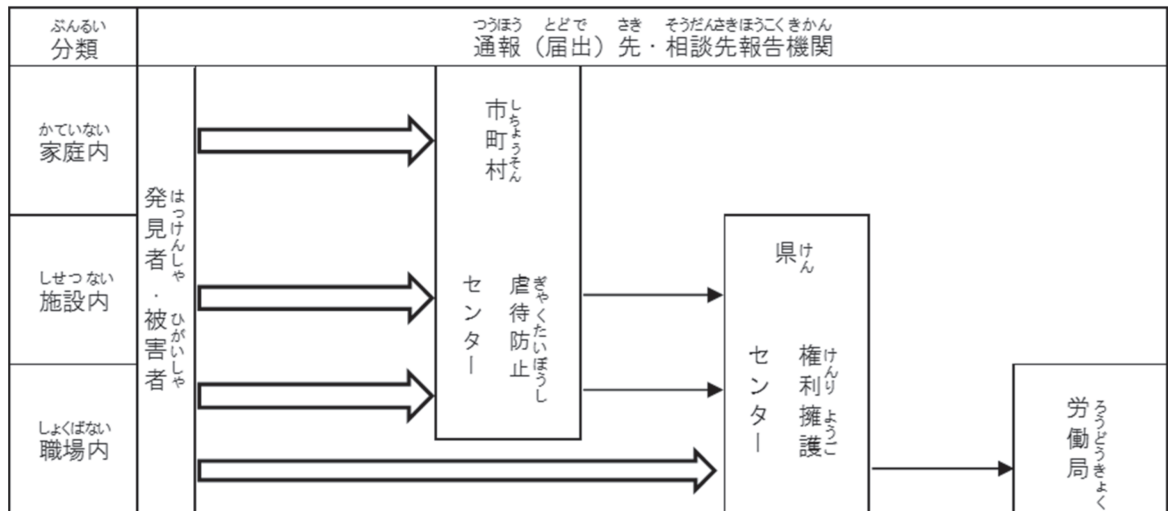 ぶんるい
分類
つうほう とどで さき そうだんさきほうこくきかん
通報（届出）先・相談先報告機関
かていない
家庭内
しせつない
施設内
しょくばない
職場内
発見者・被害者
はっけんしゃ ひがいしゃ
市町村
しちょうそん
虐待防止
ぎゃくたいぼうし
センター
県
けん
権利擁護
けんり ようご
センター
労働局
ろうどうきょく